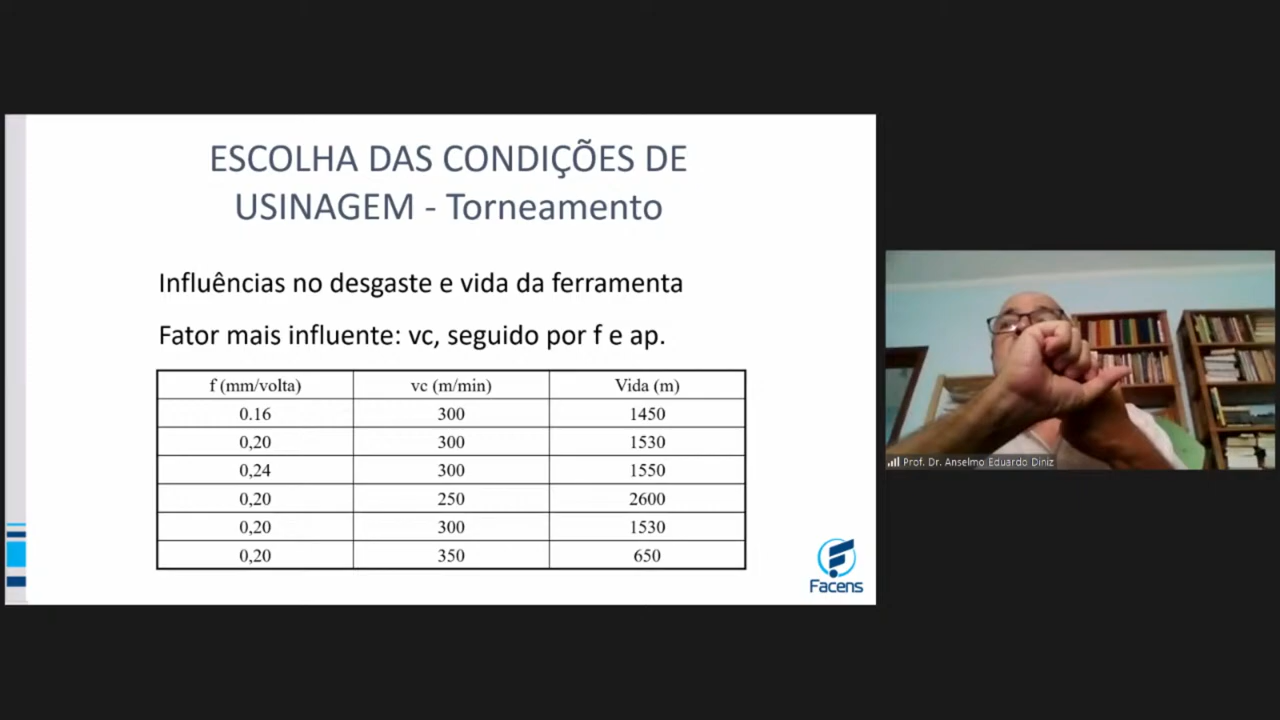 ESCOLHA DAS CONDIÇÕES DE
USINAGEM - Torneamento
Influências no desgaste e vida da ferramenta
Fator mais influente: vc, seguido por f e ap.
f (mm/volta) vc (m/min) Vida (m)
0.16 300 1450
0,20 300 1530
0,24 300 1550
0,20 250 2600
0,20 300 1530
0,20 350 650
Facens
Prof. Dr. Anselmo Eduardo Diniz